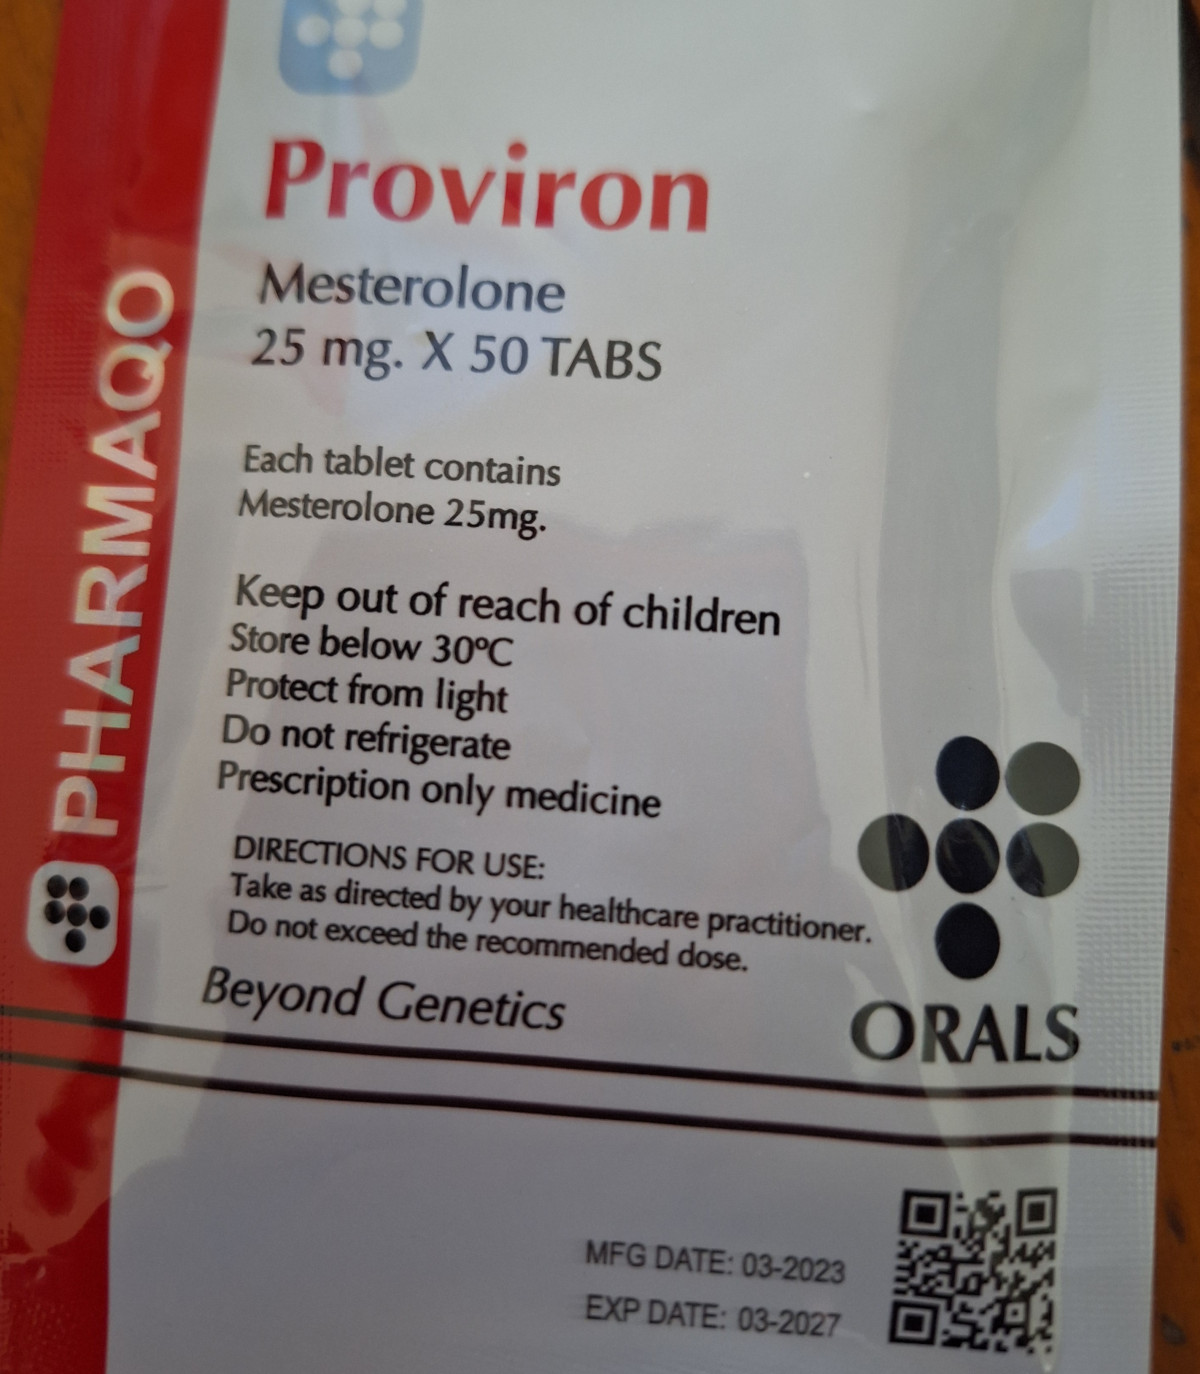 Proviron
Mesterolone
25 mg. X 50 TABS
Each tablet contains
Mesterolone 25mg.
Keep out of reach of children
Store below 30ºC
Protect from light
Do not refrigerate
Prescription only medicine
DIRECTIONS FOR USE:
Take as directed by your healthcare practitioner.
Do not exceed the recommended dose.
Beyond Genetics
ORALS
PHARMAQO
MFG DATE: 03-2023
EXP DATE: 03-2027